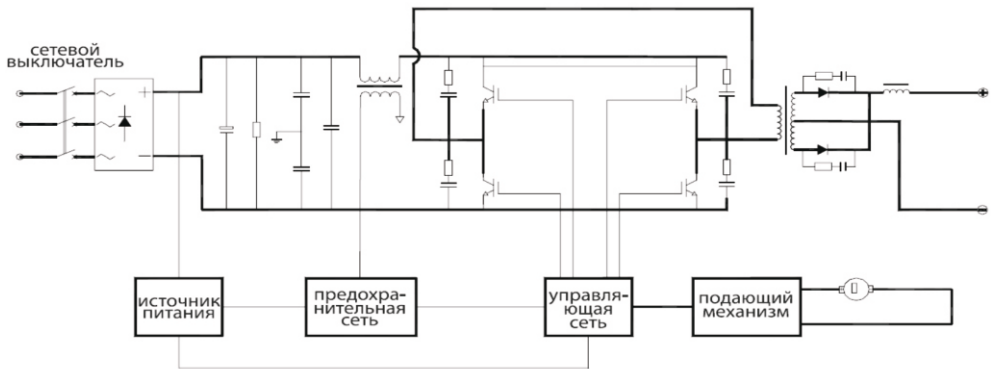 сетевой
выключатель
источник
питания
предохра-
нительная
сеть
управля-
ющая
сеть
подающий
механизм